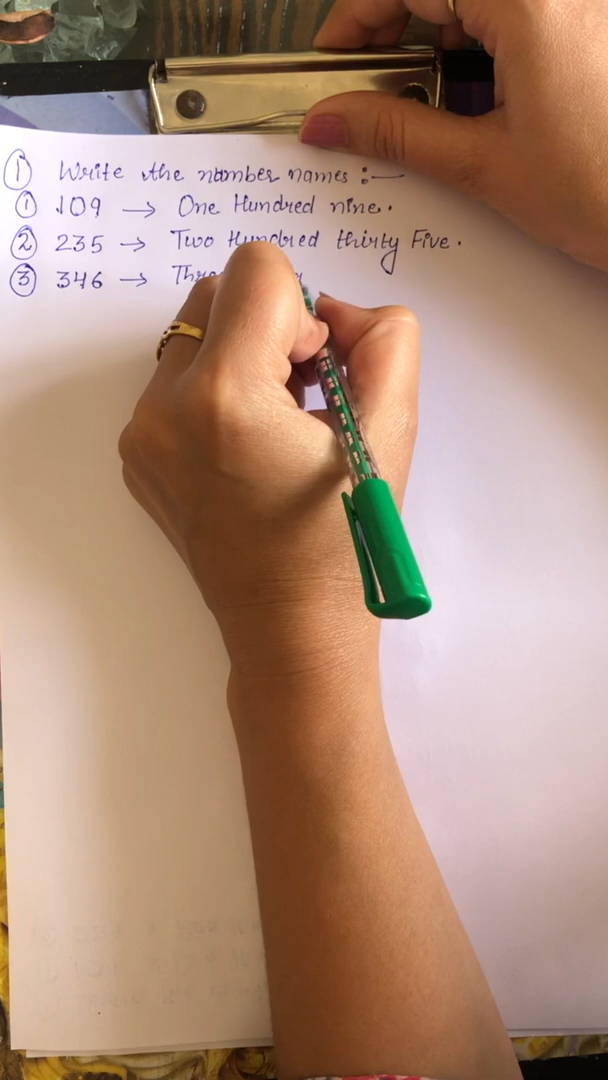 ① Write the number names :—
① 109 → One Hundred nine.
② 235 → Two Hundred thirty Five.
③ 346 →